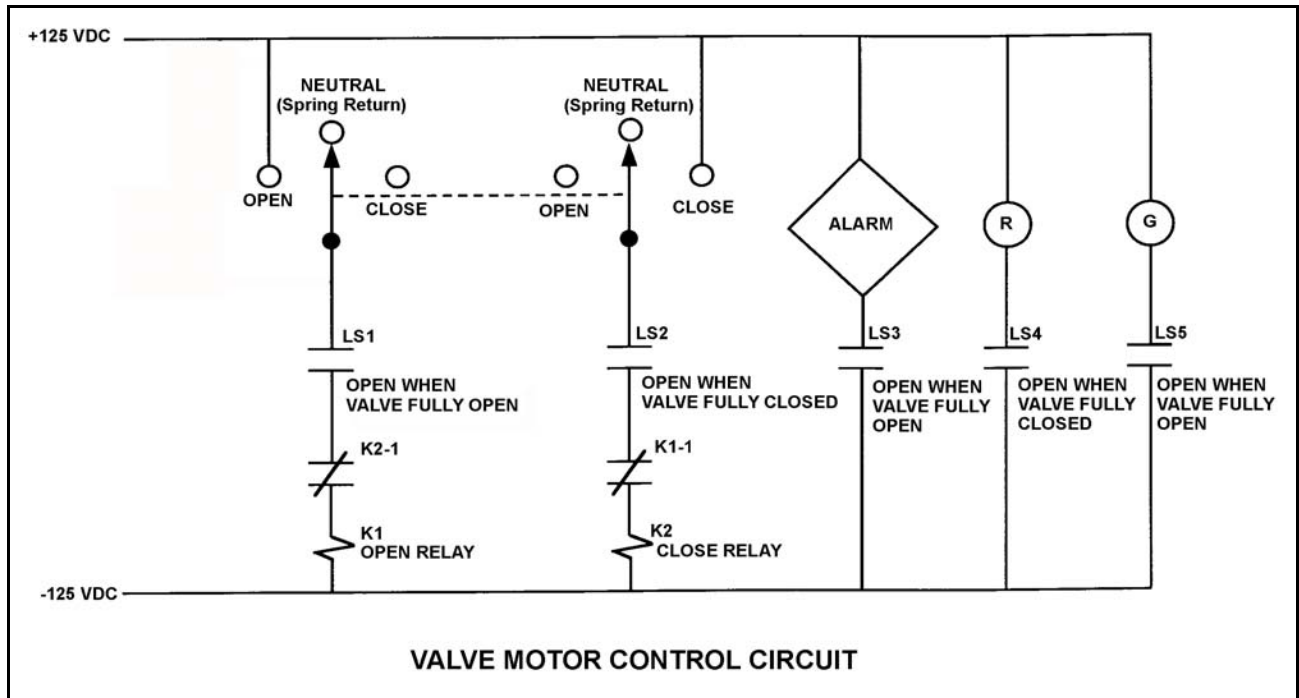 +125 VDC
NEUTRAL
(Spring Return)
NEUTRAL
(Spring Return)
OPEN
CLOSE
OPEN
CLOSE
ALARM
R
G
LS1
OPEN WHEN
VALVE FULLY OPEN
LS2
OPEN WHEN
VALVE FULLY CLOSED
LS3
OPEN WHEN
VALVE FULLY
OPEN
LS4
OPEN WHEN
VALVE FULLY
CLOSED
LS5
OPEN WHEN
VALVE FULLY
OPEN
K2-1
K1-1
K1
OPEN RELAY
K2
CLOSE RELAY
-125 VDC
VALVE MOTOR CONTROL CIRCUIT